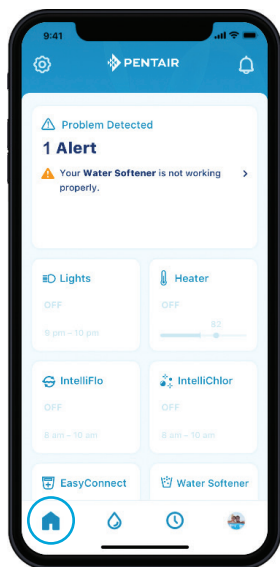 9:41
PENTAIR
Problem Detected
1 Alert
Your Water Softener is not working
properly.
Lights
OFF
9 pm – 10 pm
Heater
OFF
82
IntelliFlo
OFF
8 am – 10 am
IntelliChlor
OFF
8 am – 10 am
EasyConnect
Water Softener